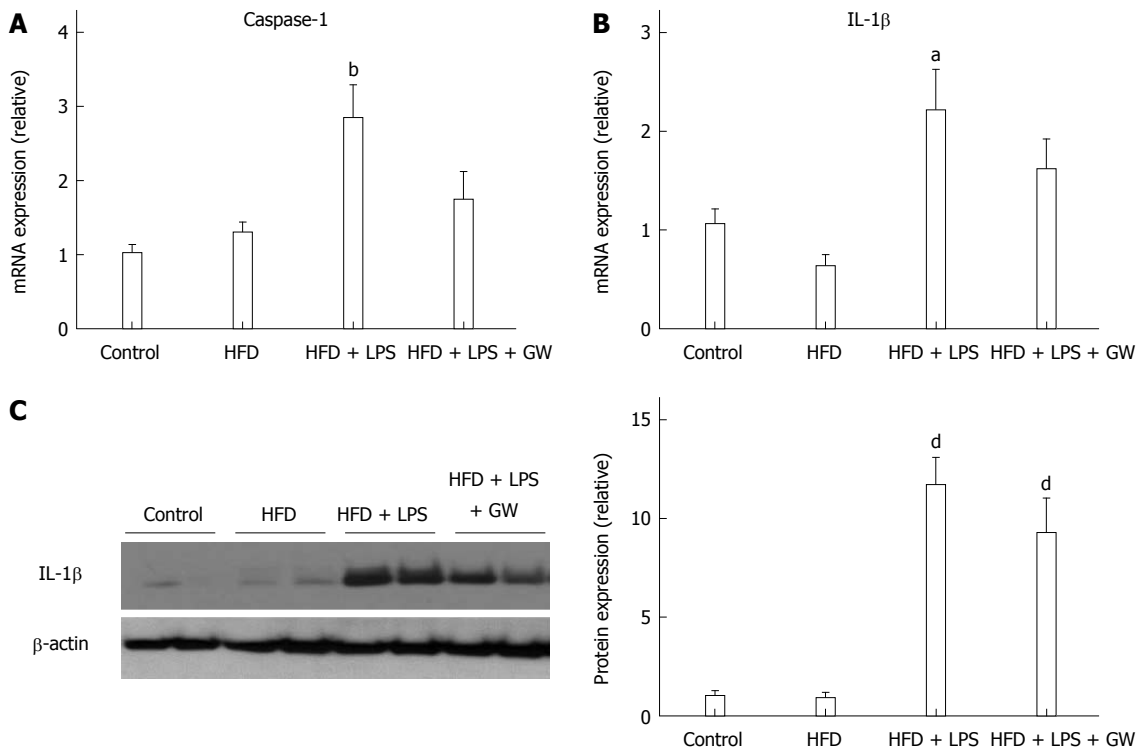 A
Caspase-1
mRNA expression (relative)
4
3
2
1
0
b
Control
HFD
HFD + LPS
HFD + LPS + GW
B
IL-1β
mRNA expression (relative)
3
2
1
0
a
Control
HFD
HFD + LPS
HFD + LPS + GW
C
Control
HFD
HFD + LPS
HFD + LPS
+ GW
IL-1β
β-actin
Protein expression (relative)
15
10
5
0
d
d
Control
HFD
HFD + LPS
HFD + LPS + GW